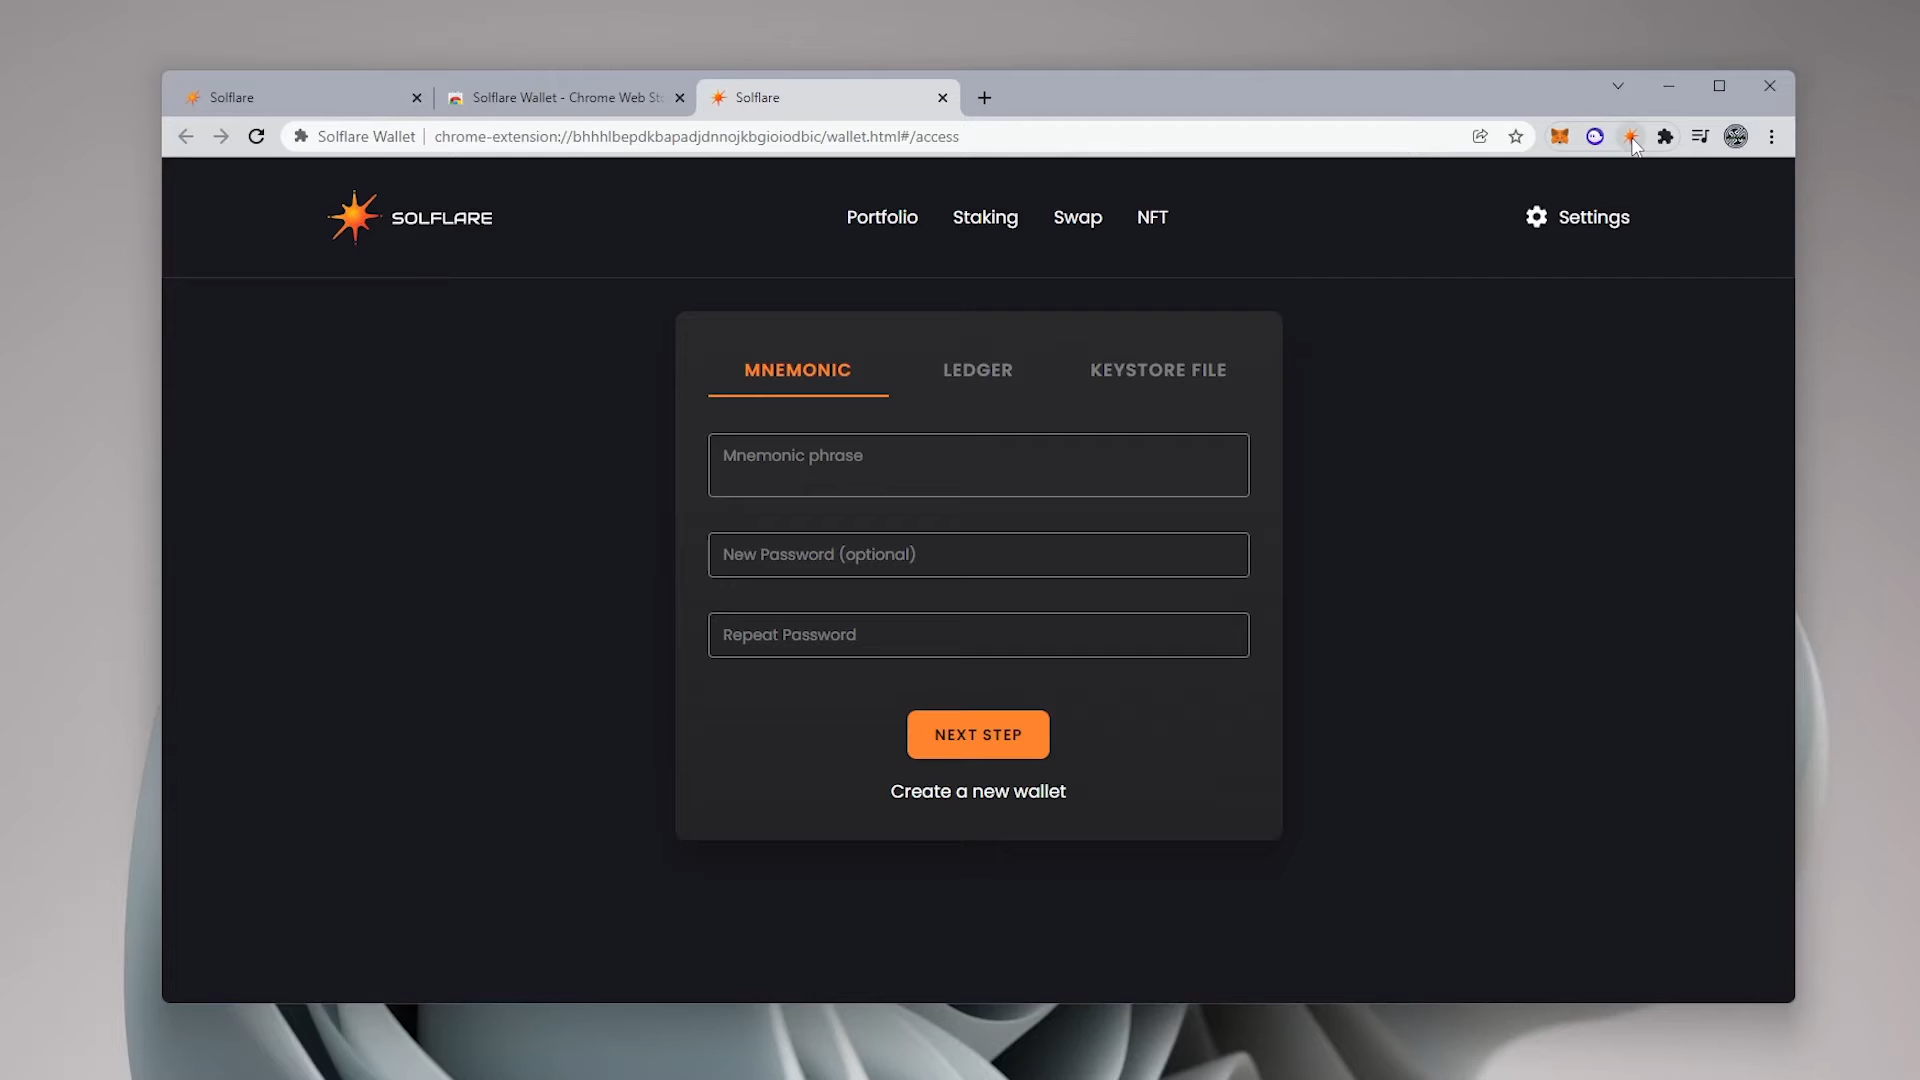 Solflare
Solflare Wallet - Chrome Web St
Solflare
Solflare Wallet
chrome-extension://bhhhlbepdkbapadjdnnojkbgioiodbic/wallet.html#/access
SOLFLARE
Portfolio
Staking
Swap
NFT
Settings
MNEMONIC
LEDGER
KEYSTORE FILE
Mnemonic phrase
New Password (optional)
Repeat Password
NEXT STEP
Create a new wallet